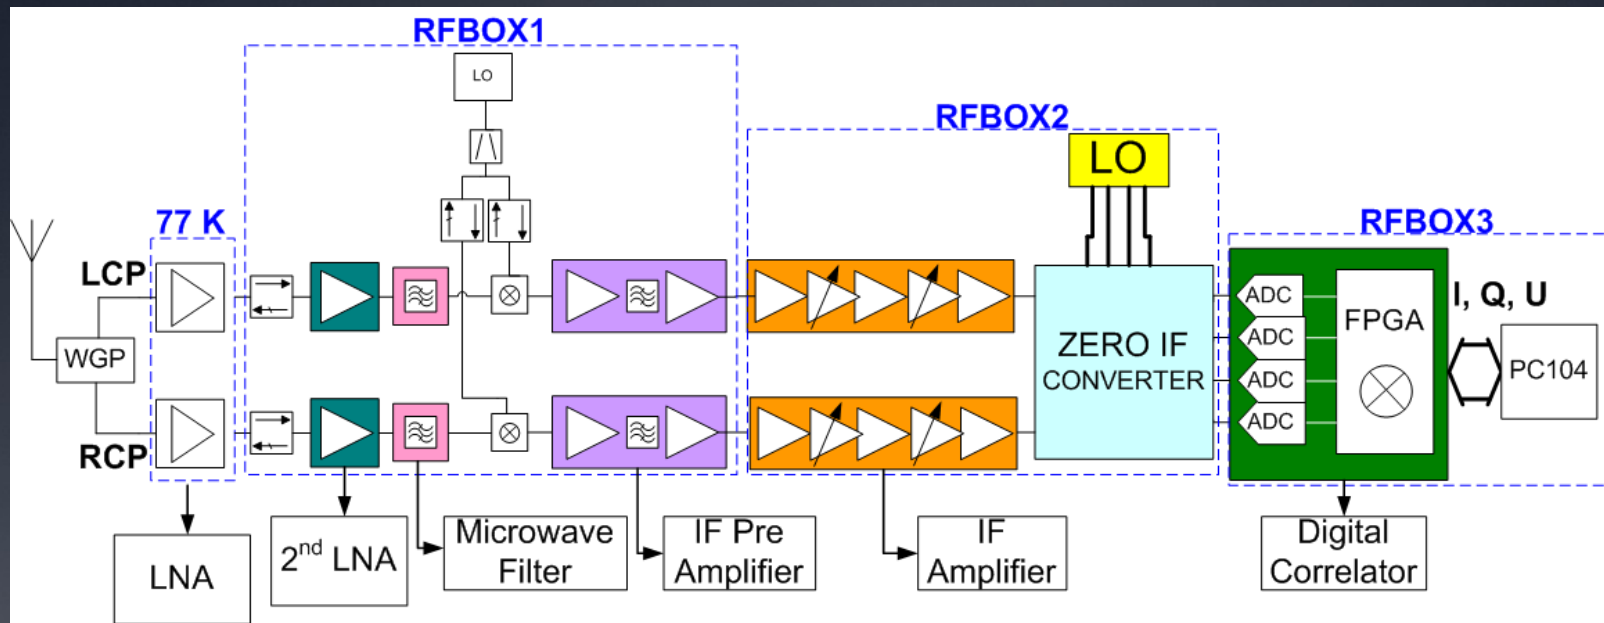 RFBOX1
LO
RFBOX2
LO
77 K
RFBOX3
LCP
WGP
RCP
ZERO IF
CONVERTER
ADC
ADC
ADC
ADC
FPGA
I, Q, U
PC104
LNA
2nd LNA
Microwave
Filter
IF Pre
Amplifier
IF
Amplifier
Digital
Correlator